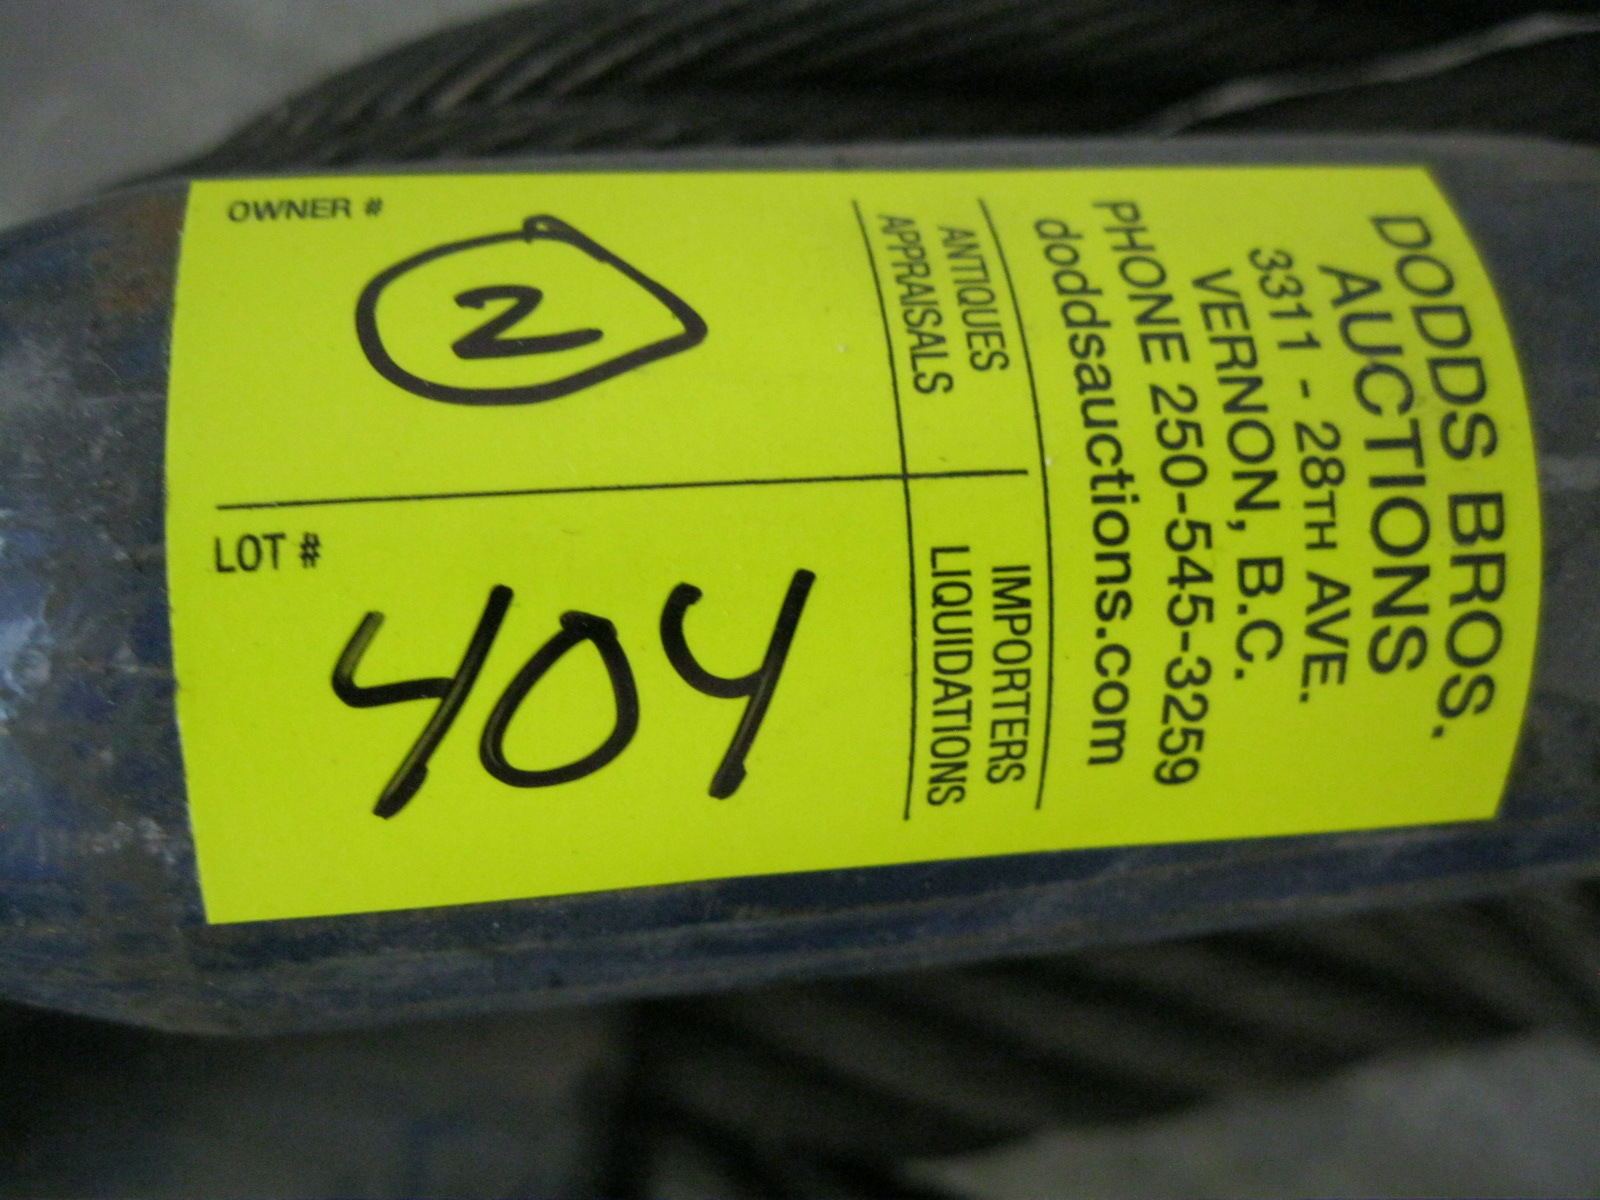 DODDS BROS.
AUCTIONS
3311 - 28TH AVE.
VERNON, B.C.
PHONE 250-545-3259
doddsauctions.com
ANTIQUES
APPRAISALS
IMPORTERS
LIQUIDATIONS
OWNER #
2
LOT #
404